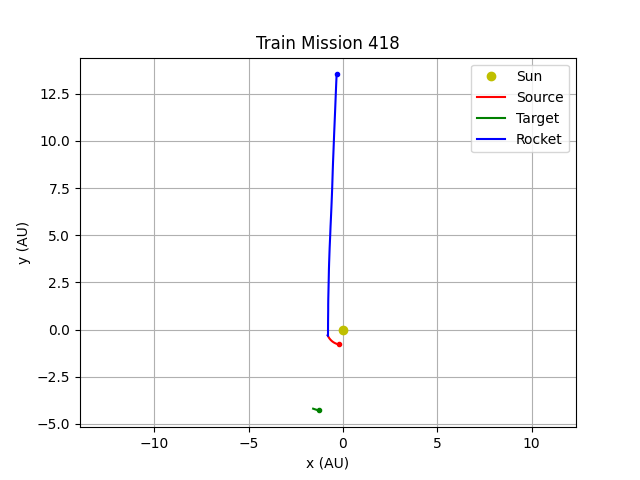 Train Mission 418
Sun
Source
Target
Rocket
12.5
10.0
7.5
5.0
2.5
0.0
−2.5
−5.0
y (AU)
−10
−5
0
5
10
x (AU)